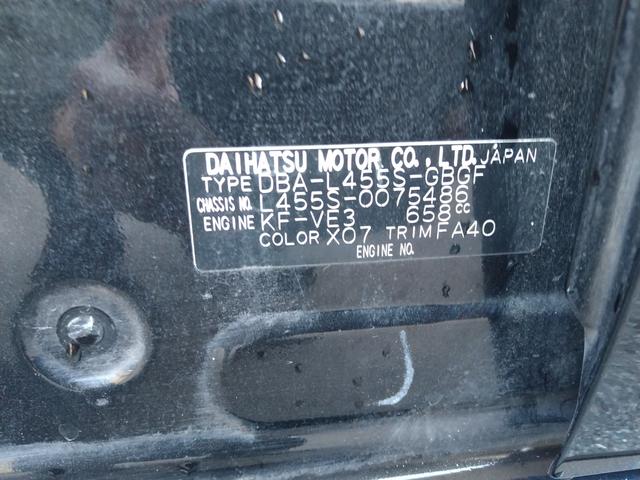 DAIHATSU MOTOR CO., LTD. JAPAN
TYPE DBA-L455S-GBGF
CHASSIS NO. L455S-0075486
ENGINE KF-VE3 658cc
COLOR X07 TRIM FA40
ENGINE NO.